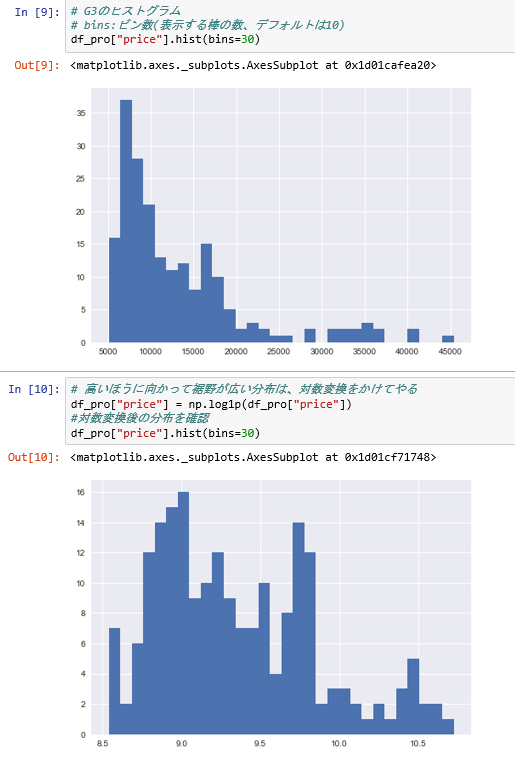 In [9]:
# G3のヒストグラム
# bins:ビン数(表示する棒の数、デフォルトは10)
df_pro["price"].hist(bins=30)
Out[9]: <matplotlib.axes._subplots.AxesSubplot at 0x1d01cafea20>
35
30
25
20
15
10
5
0
5000 10000 15000 20000 25000 30000 35000 40000 45000
In [10]:
# 高いほうに向かって裾野が広い分布は、対数変換をかけてやる
df_pro["price"] = np.log1p(df_pro["price"])
#対数変換後の分布を確認
df_pro["price"].hist(bins=30)
Out[10]: <matplotlib.axes._subplots.AxesSubplot at 0x1d01cf71748>
16
14
12
10
8
6
4
2
0
8.5 9.0 9.5 10.0 10.5